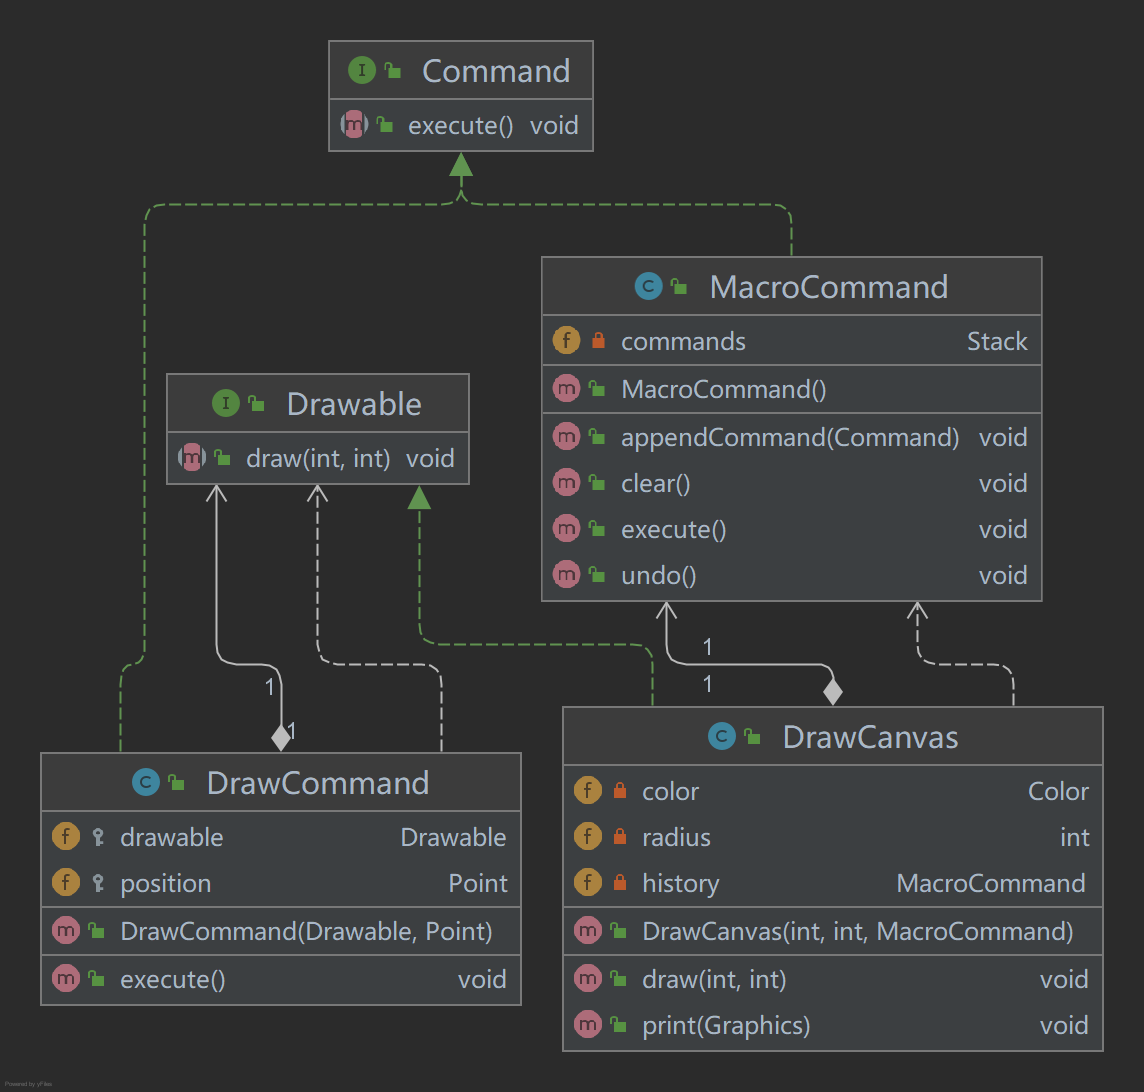 Command
execute() void
MacroCommand
commands Stack
MacroCommand()
appendCommand(Command) void
clear() void
execute() void
undo() void
Drawable
draw(int, int) void
1
1
1
1
DrawCommand
drawable Drawable
position Point
DrawCommand(Drawable, Point)
execute() void
DrawCanvas
color Color
radius int
history MacroCommand
DrawCanvas(int, int, MacroCommand)
draw(int, int) void
print(Graphics) void
Powered by yFiles